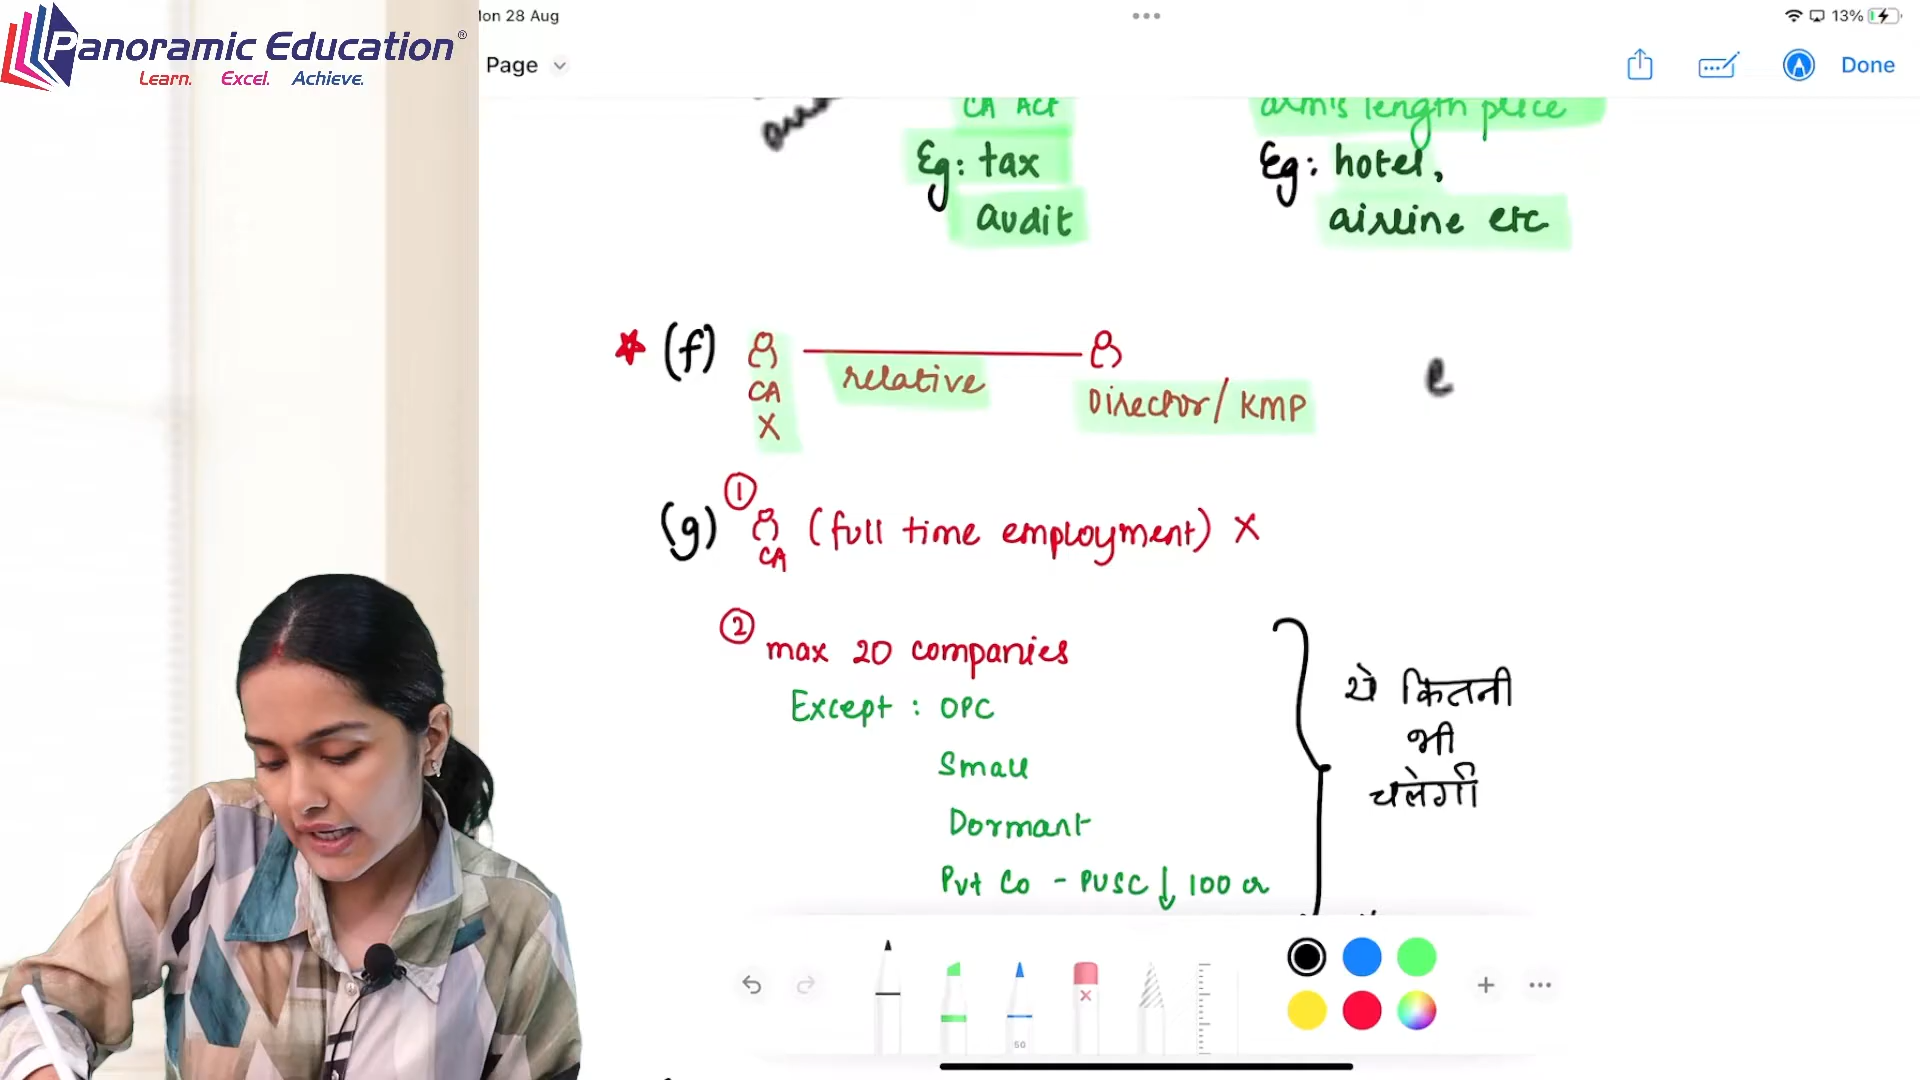 Panoramic Education®
Learn. Excel. Achieve.
Mon 28 Aug
13%
Page
Done
CA Act
arm's length price
Eg: tax
audit
Eg: hotel,
airline etc
(f)
relative
CA
X
Director/ KMP
e
(g) ① (full time employment) X
CA
② max 20 companies
Except : OPC
Small
Dormant
Pvt Co - PUSC ↓ 100 cr
ये कितनी
भी
चलेगी
50